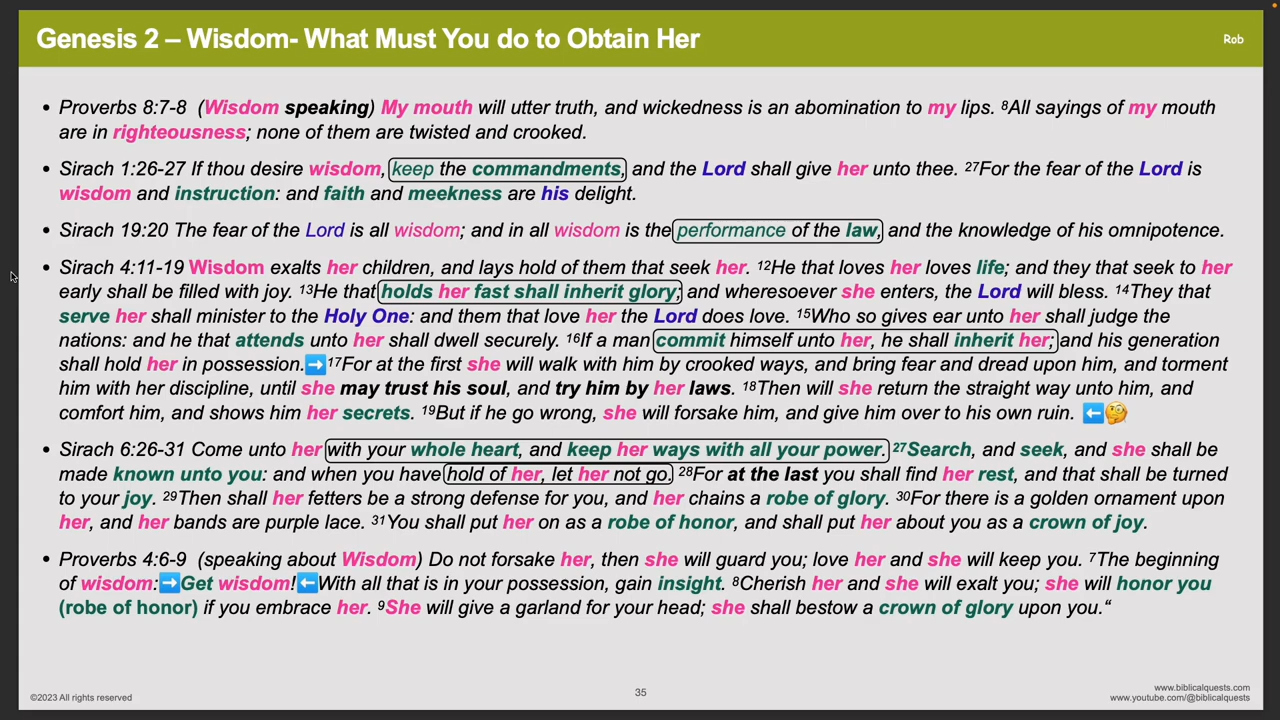 Genesis 2 – Wisdom- What Must You do to Obtain Her
Rob
• Proverbs 8:7-8 (Wisdom speaking) My mouth will utter truth, and wickedness is an abomination to my lips. ⁸All sayings of my mouth
are in righteousness; none of them are twisted and crooked.
• Sirach 1:26-27 If thou desire wisdom, keep the commandments, and the Lord shall give her unto thee. ²⁷For the fear of the Lord is
wisdom and instruction: and faith and meekness are his delight.
• Sirach 19:20 The fear of the Lord is all wisdom; and in all wisdom is the performance of the law, and the knowledge of his omnipotence.
• Sirach 4:11-19 Wisdom exalts her children, and lays hold of them that seek her. ¹²He that loves her loves life; and they that seek to her
early shall be filled with joy. ¹³He that holds her fast shall inherit glory; and wheresoever she enters, the Lord will bless. ¹⁴They that
serve her shall minister to the Holy One: and them that love her the Lord does love. ¹⁵Who so gives ear unto her shall judge the
nations: and he that attends unto her shall dwell securely. ¹⁶If a man commit himself unto her, he shall inherit her; and his generation
shall hold her in possession.➡️¹⁷For at the first she will walk with him by crooked ways, and bring fear and dread upon him, and torment
him with her discipline, until she may trust his soul, and try him by her laws. ¹⁸Then will she return the straight way unto him, and
comfort him, and shows him her secrets. ¹⁹But if he go wrong, she will forsake him, and give him over to his own ruin. ⬅️🤔
• Sirach 6:26-31 Come unto her with your whole heart, and keep her ways with all your power. ²⁷Search, and seek, and she shall be
made known unto you: and when you have hold of her, let her not go. ²⁸For at the last you shall find her rest, and that shall be turned
to your joy. ²⁹Then shall her fetters be a strong defense for you, and her chains a robe of glory. ³⁰For there is a golden ornament upon
her, and her bands are purple lace. ³¹You shall put her on as a robe of honor, and shall put her about you as a crown of joy.
• Proverbs 4:6-9 (speaking about Wisdom) Do not forsake her, then she will guard you; love her and she will keep you. ⁷The beginning
of wisdom:➡️Get wisdom!⬅️With all that is in your possession, gain insight. ⁸Cherish her and she will exalt you; she will honor you
(robe of honor) if you embrace her. ⁹She will give a garland for your head; she shall bestow a crown of glory upon you.“
©2023 All rights reserved
35
www.biblicalquests.com
www.youtube.com/@biblicalquests